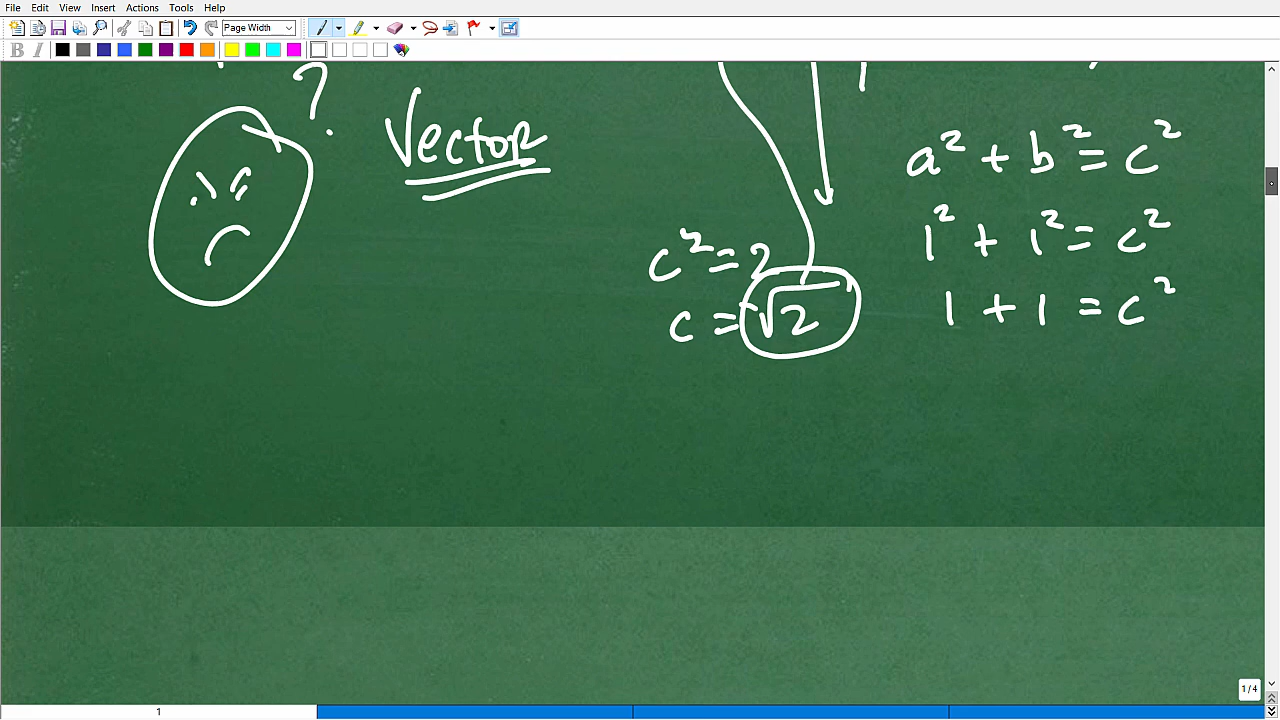 File Edit View Insert Actions Tools Help
Page Width
B I
?
Vector
a² + b² = c²
1² + 1² = c²
1 + 1 = c²
c² = 2
c = √2
1/4
1